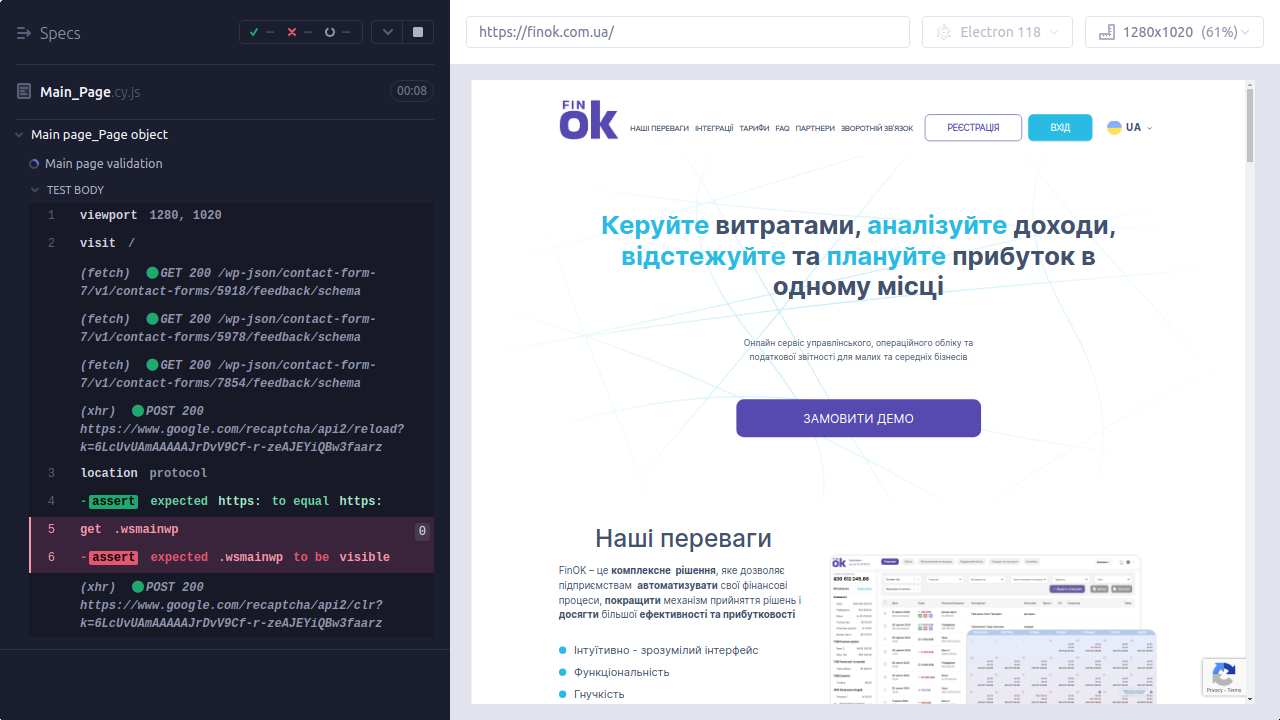 Specs
--
--
--
Main_Page.cy.js
00:08
Main page_Page object
Main page validation
TEST BODY
1 viewport 1280, 1020
2 visit /
(fetch) GET 200 /wp-json/contact-form-
7/v1/contact-forms/5918/feedback/schema
(fetch) GET 200 /wp-json/contact-form-
7/v1/contact-forms/5978/feedback/schema
(fetch) GET 200 /wp-json/contact-form-
7/v1/contact-forms/7854/feedback/schema
(xhr) POST 200
https://www.google.com/recaptcha/api2/reload?
k=6LcUvUAmAAAAAJrDvV9Cf-r-zeAJEYiQBw3faarz
3 location protocol
4 -assert expected https: to equal https:
5 get .wsmainwp 0
6 -assert expected .wsmainwp to be visible
(xhr) POST 200
https://www.google.com/recaptcha/api2/clr?
k=6LcUvUAmAAAAAJrDvV9Cf-r-zeAJEYiQBw3faarz
https://finok.com.ua/
Electron 118
1280x1020 (61%)
FIN
ok
НАШІ ПЕРЕВАГИ ІНТЕГРАЦІЇ ТАРИФИ FAQ ПАРТНЕРИ ЗВОРОТНІЙ ЗВ'ЯЗОК
РЕЄСТРАЦІЯ
ВХІД
UA
Керуйте витратами, аналізуйте доходи,
відстежуйте та плануйте прибуток в
одному місці
Онлайн сервіс управлінського, операційного обліку та
податкової звітності для малих та середніх бізнесів
ЗАМОВИТИ ДЕМО
Наші переваги
FinOK – це комплексне рішення, яке дозволяє
підприємствам автоматизувати свої фінансові
процеси, покращити механізм прийняття рішень і
досягти більшої ефективності та прибутковості
Інтуїтивно - зрозумілий інтерфейс
Функціональність
Гнучкість
Privacy - Terms